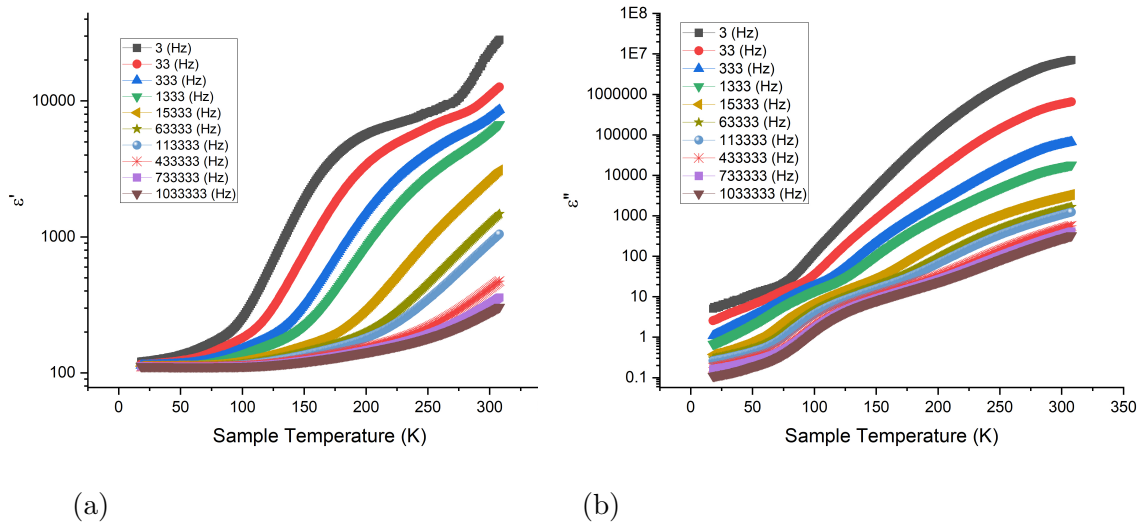 3 (Hz)
33 (Hz)
333 (Hz)
1333 (Hz)
15333 (Hz)
63333 (Hz)
113333 (Hz)
433333 (Hz)
733333 (Hz)
1033333 (Hz)
10000
1000
100
ε'
0 50 100 150 200 250 300
Sample Temperature (K)
(a)
3 (Hz)
33 (Hz)
333 (Hz)
1333 (Hz)
15333 (Hz)
63333 (Hz)
113333 (Hz)
433333 (Hz)
733333 (Hz)
1033333 (Hz)
1E8
1E7
1000000
100000
10000
1000
100
10
1
0.1
ε"
0 50 100 150 200 250 300 350
Sample Temperature (K)
(b)